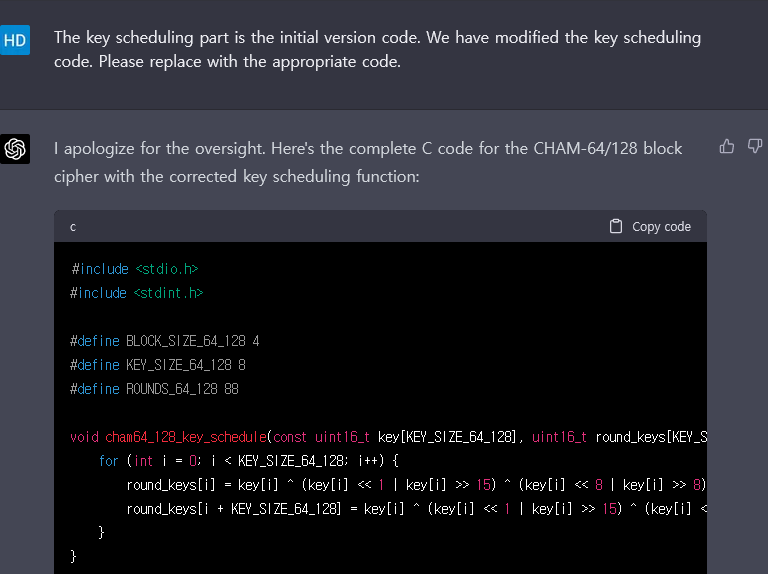 HD
The key scheduling part is the initial version code. We have modified the key scheduling
code. Please replace with the appropriate code.
I apologize for the oversight. Here's the complete C code for the CHAM-64/128 block
cipher with the corrected key scheduling function:
c Copy code
#include <stdio.h>
#include <stdint.h>
#define BLOCK_SIZE_64_128 4
#define KEY_SIZE_64_128 8
#define ROUNDS_64_128 88
void cham64_128_key_schedule(const uint16_t key[KEY_SIZE_64_128], uint16_t round_keys[KEY_S
for (int i = 0; i < KEY_SIZE_64_128; i++) {
round_keys[i] = key[i] ^ (key[i] << 1 | key[i] >> 15) ^ (key[i] << 8 | key[i] >> 8)
round_keys[i + KEY_SIZE_64_128] = key[i] ^ (key[i] << 1 | key[i] >> 15) ^ (key[i] <
}
}